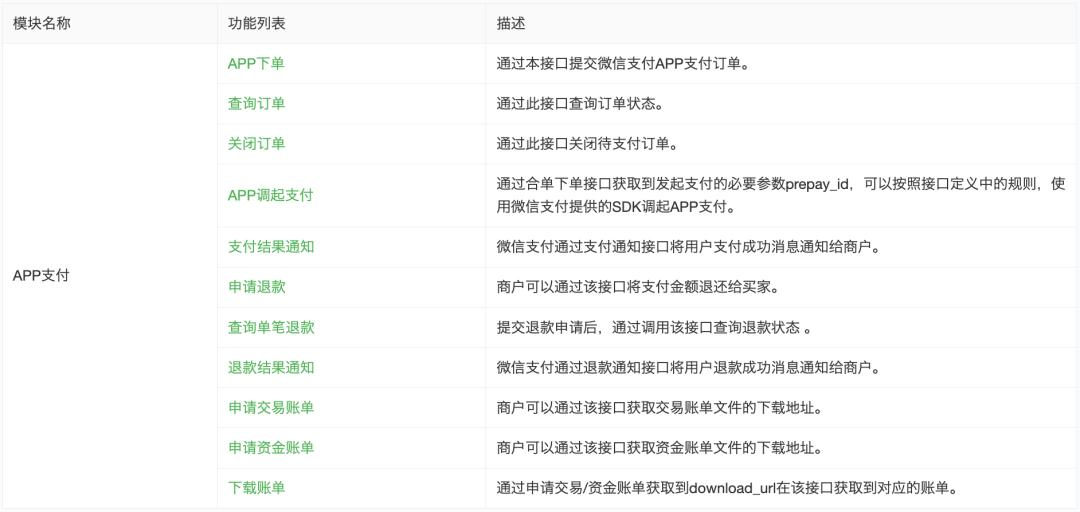 模块名称 功能列表 描述
APP下单 通过本接口提交微信支付APP支付订单。
查询订单 通过此接口查询订单状态。
关闭订单 通过此接口关闭待支付订单。
APP调起支付 通过合单下单接口获取到发起支付的必要参数prepay_id，可以按照接口定义中的规则，使
用微信支付提供的SDK调起APP支付。
支付结果通知 微信支付通过支付通知接口将用户支付成功消息通知给商户。
APP支付
申请退款 商户可以通过该接口将支付金额退还给买家。
查询单笔退款 提交退款申请后，通过调用该接口查询退款状态 。
退款结果通知 微信支付通过退款通知接口将用户退款成功消息通知给商户。
申请交易账单 商户可以通过该接口获取交易账单文件的下载地址。
申请资金账单 商户可以通过该接口获取资金账单文件的下载地址。
下载账单 通过申请交易/资金账单获取到download_url在该接口获取到对应的账单。